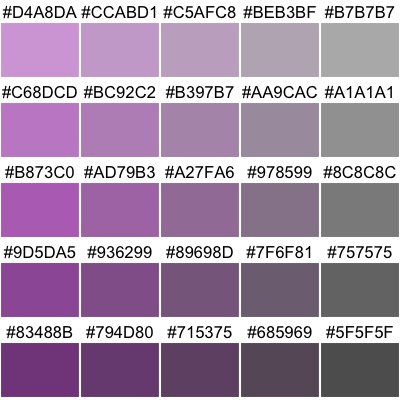 #D4A8DA #CCABD1 #C5AFC8 #BEB3BF #B7B7B7
#C68DCD #BC92C2 #B397B7 #AA9CAC #A1A1A1
#B873C0 #AD79B3 #A27FA6 #978599 #8C8C8C
#9D5DA5 #936299 #89698D #7F6F81 #757575
#83488B #794D80 #715375 #685969 #5F5F5F